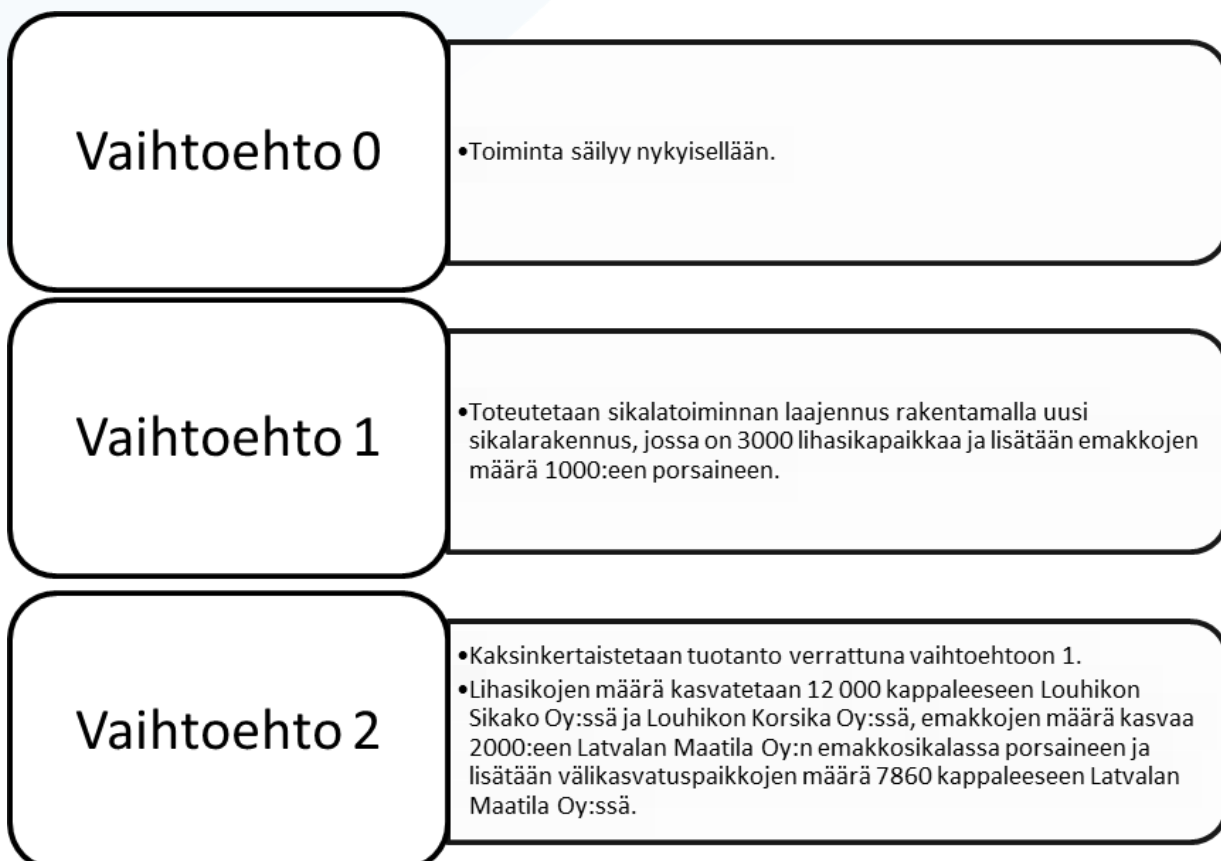 Vaihtoehto 0
•Toiminta säilyy nykyisellään.
Vaihtoehto 1
•Toteutetaan sikalatoiminnan laajennus rakentamalla uusi
sikalarakennus, jossa on 3000 lihasikapaikkaa ja lisätään emakkojen
määrä 1000:een porsaineen.
Vaihtoehto 2
•Kaksinkertaistetaan tuotanto verrattuna vaihtoehtoon 1.
•Lihasikojen määrä kasvatetaan 12 000 kappaleeseen Louhikon
Sikako Oy:ssä ja Louhikon Korsika Oy:ssä, emakkojen määrä kasvaa
2000:een Latvalan Maatila Oy:n emakkosikalassa porsaineen ja
lisätään välikasvatuspaikkojen määrä 7860 kappaleeseen Latvalan
Maatila Oy:ssä.